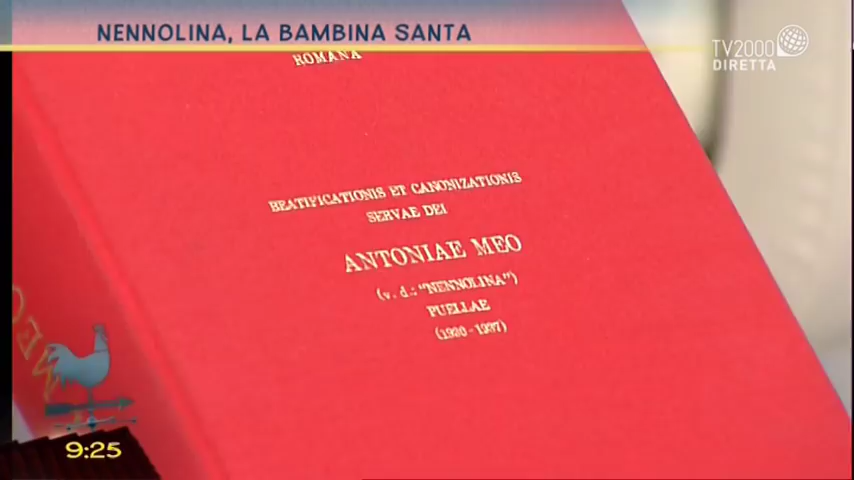 NENNOLINA, LA BAMBINA SANTA
TV2000
DIRETTA
ROMANA
BEATIFICATIONIS ET CANONIZATIONIS
SERVAE DEI
ANTONIAE MEO
(v. d.: "NENNOLINA")
PUELLAE
(1930 - 1937)
MEO
9:25